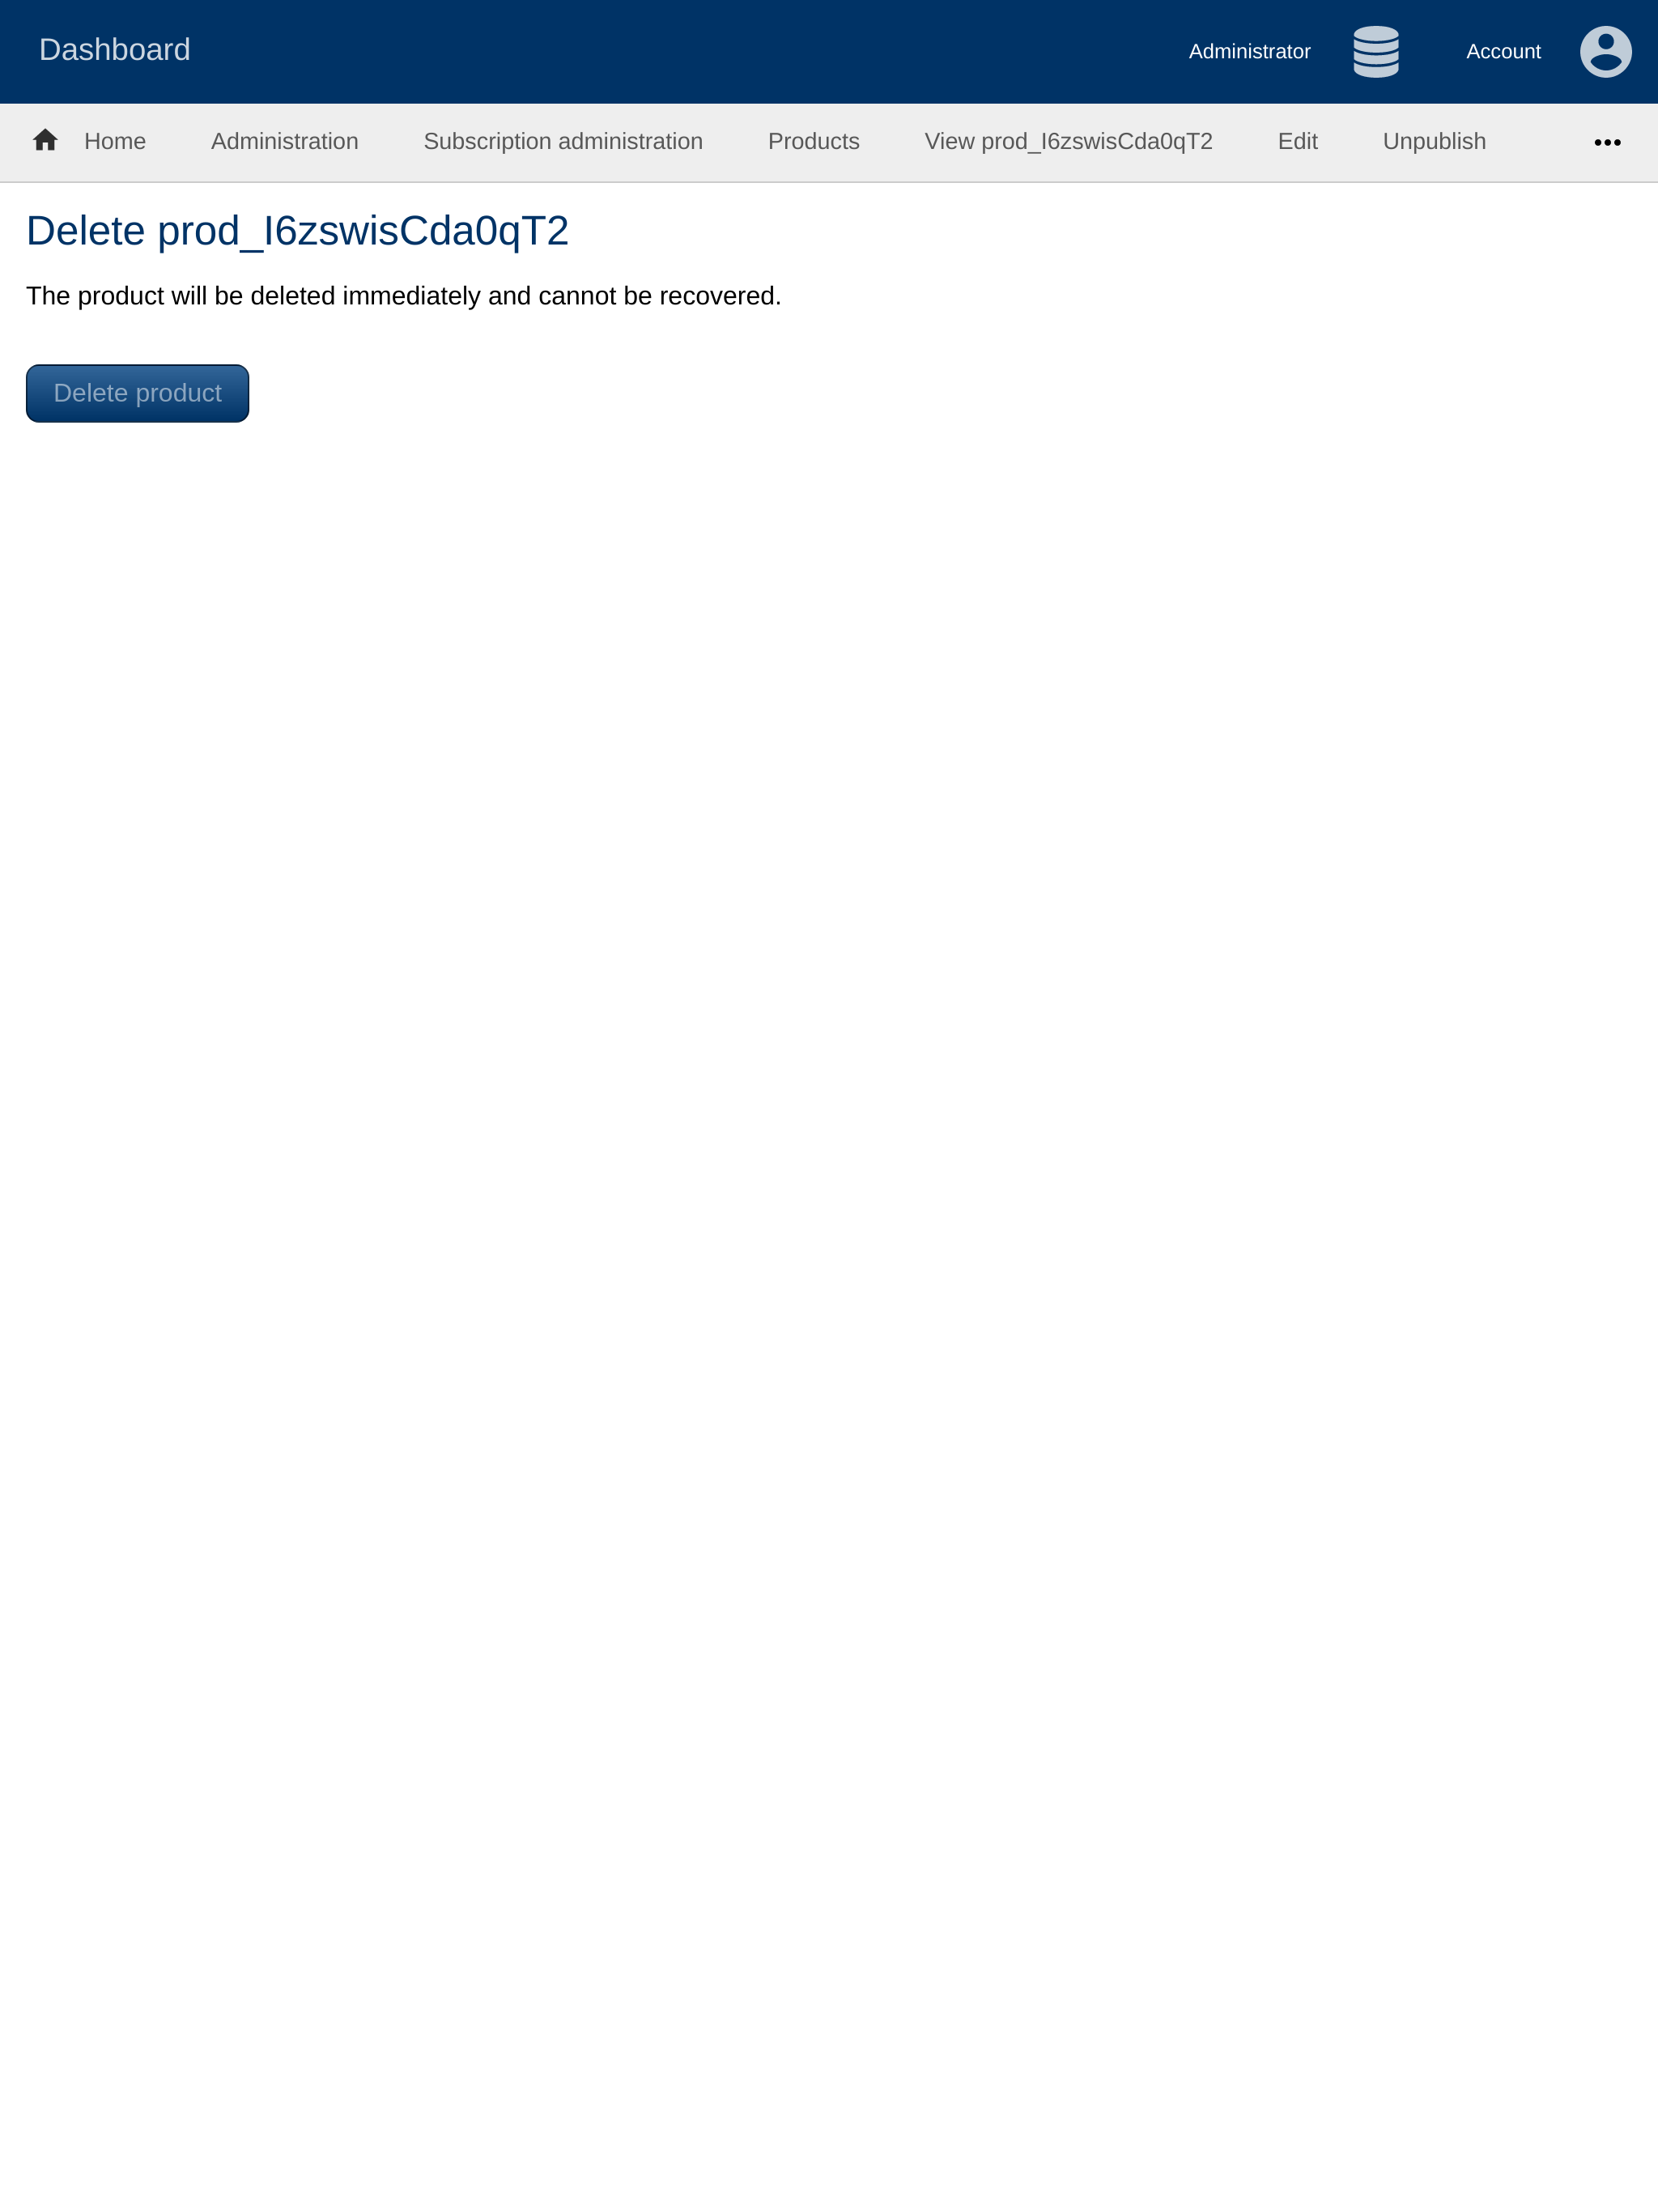 Dashboard
Administrator
Account
Home
Administration
Subscription administration
Products
View prod_I6zswisCda0qT2
Edit
Unpublish
Delete prod_I6zswisCda0qT2
The product will be deleted immediately and cannot be recovered.
Delete product